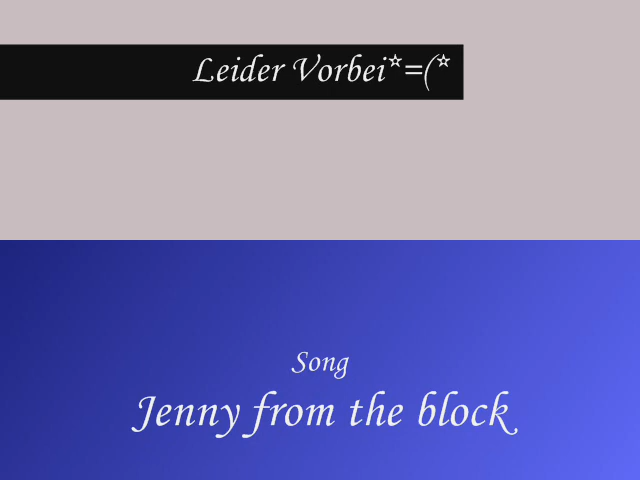 Leider Vorbei*=(*
Song
Jenny from the block